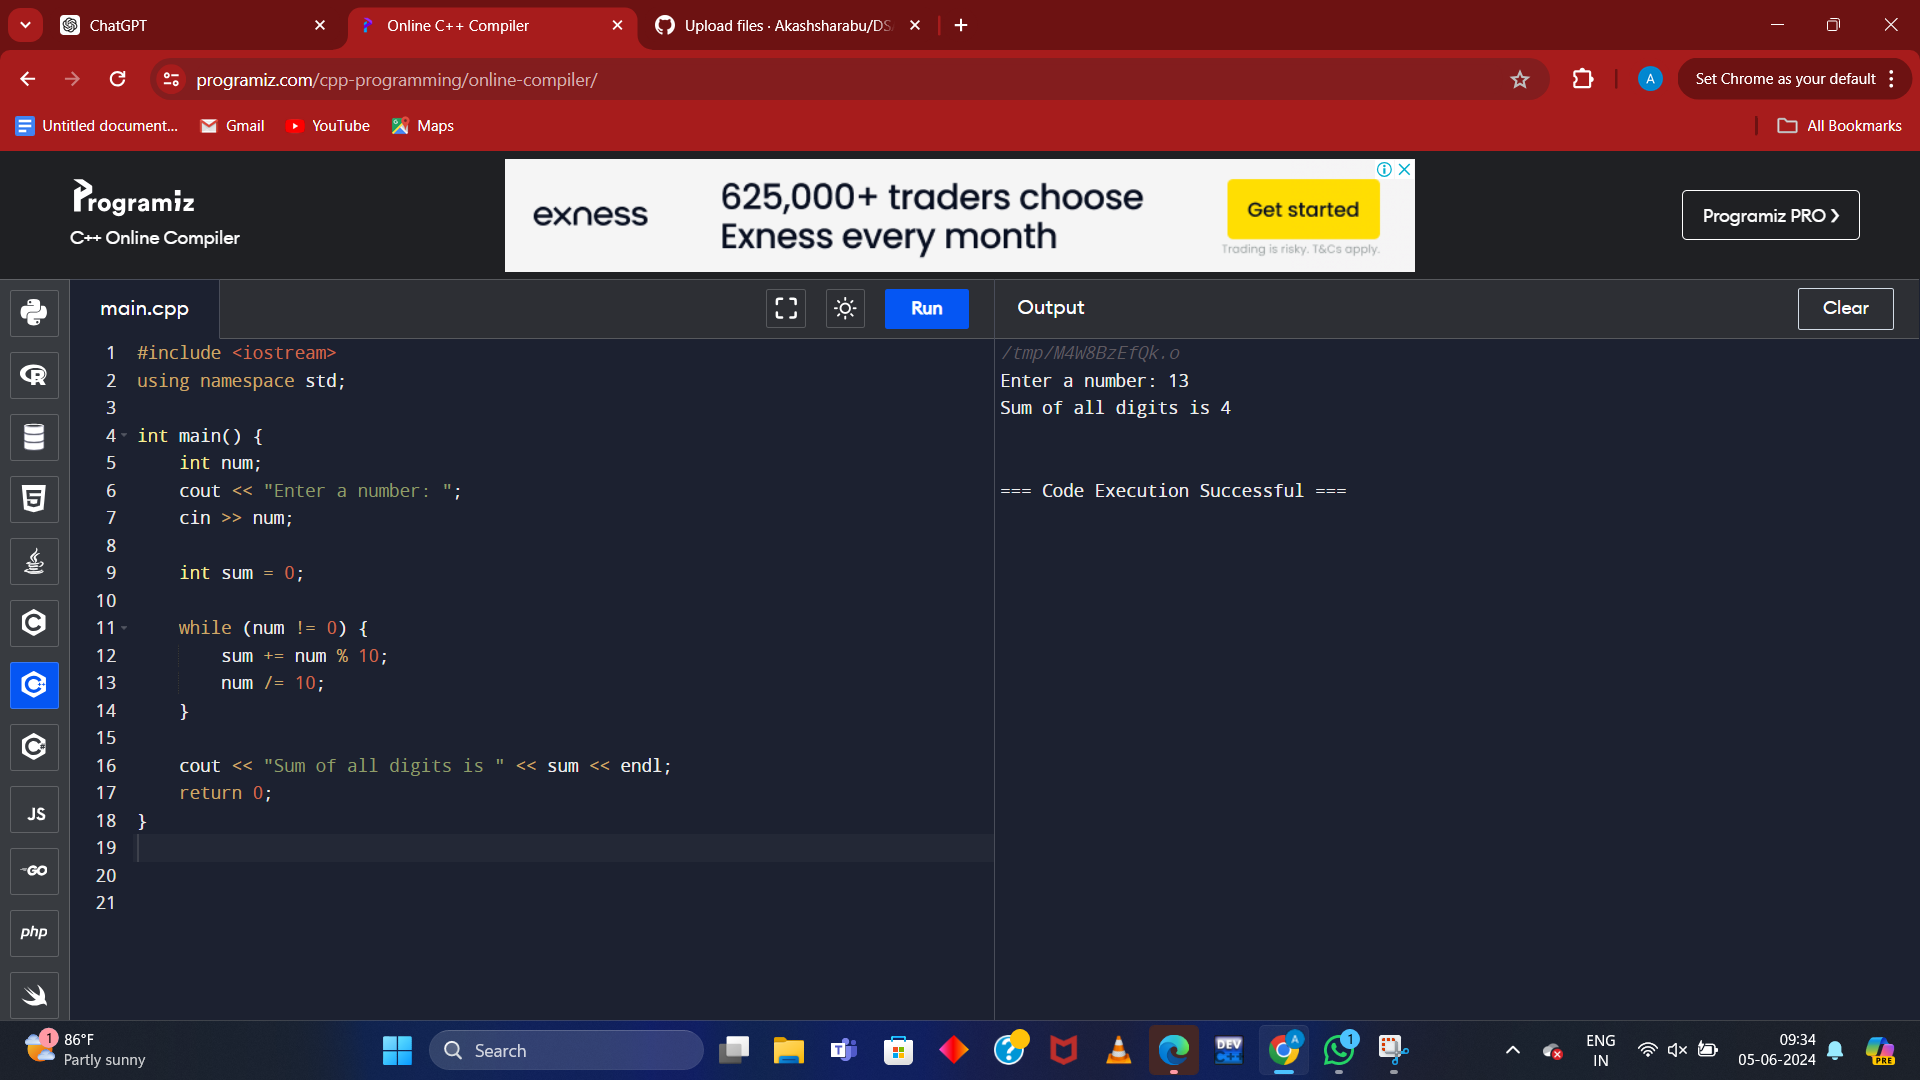 ChatGPT
Online C++ Compiler
Upload files · Akashsharabu/DS
programiz.com/cpp-programming/online-compiler/
A
Set Chrome as your default
Untitled document...
Gmail
YouTube
Maps
All Bookmarks
Programiz
C++ Online Compiler
exness
625,000+ traders choose
Exness every month
Get started
Trading is risky. T&Cs apply.
Programiz PRO
main.cpp
Run
Output
Clear
1 #include <iostream>
2 using namespace std;
3
4 int main() {
5 int num;
6 cout << "Enter a number: ";
7 cin >> num;
8
9 int sum = 0;
10
11 while (num != 0) {
12 sum += num % 10;
13 num /= 10;
14 }
15
16 cout << "Sum of all digits is " << sum << endl;
17 return 0;
18 }
19
20
21
/tmp/M4W8BzEfQk.o
Enter a number: 13
Sum of all digits is 4
=== Code Execution Successful ===
JS
GO
php
1
86°F
Partly sunny
Search
DEV
A
1
ENG
IN
09:34
05-06-2024
PRE